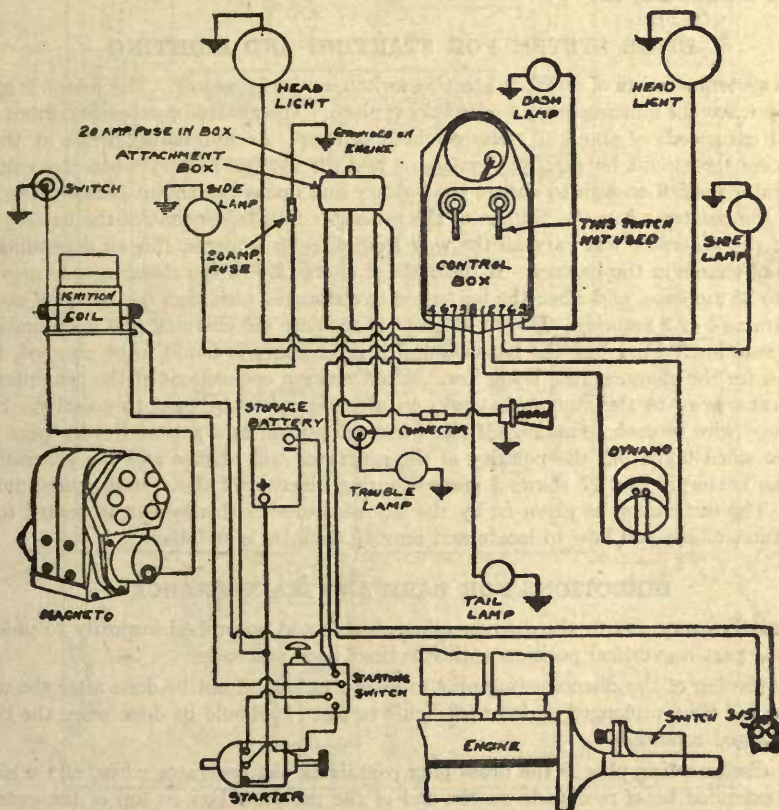 HEAD
LIGHT
DASH
LAMP
HEAD
LIGHT
20 AMP. FUSE IN BOX
GROUNDED ON
ENGINE
ATTACHMENT
BOX
SWITCH
SIDE
LAMP
20 AMP.
FUSE
THIS SWITCH
NOT USED
SIDE
LAMP
CONTROL
BOX
IGNITION
COIL
STORAGE
BATTERY
-
+
CONNECTOR
HORN
DYNAMO
TROUBLE
LAMP
MAGNETO
TAIL
LAMP
STARTING
SWITCH
SWITCH
315
ENGINE
STARTER